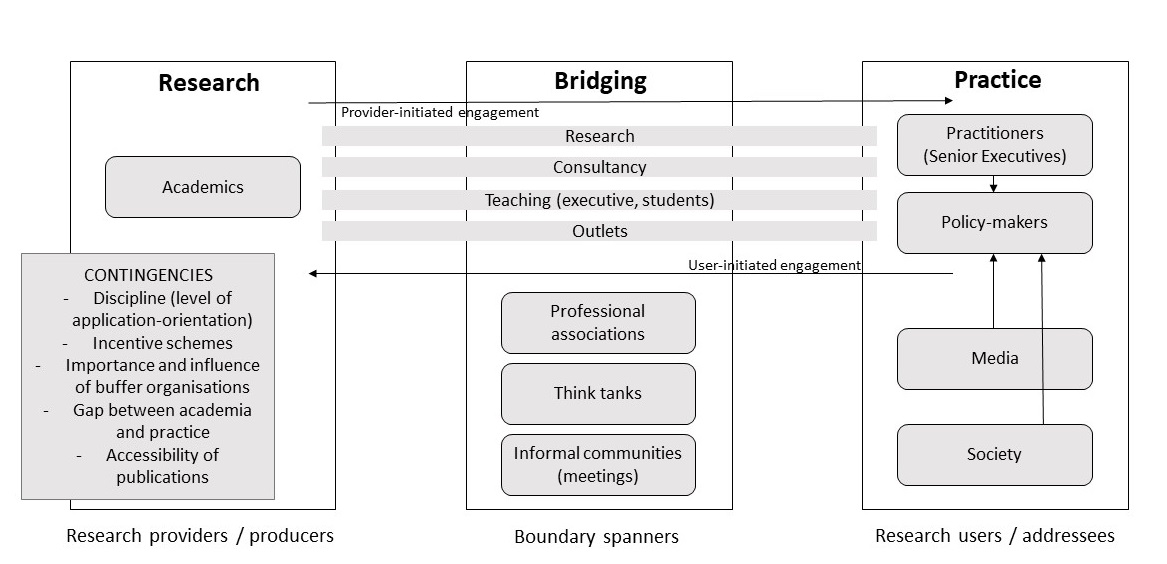 Research
Bridging
Practice
Provider-initiated engagement
Research
Consultancy
Teaching (executive, students)
Outlets
User-initiated engagement
Academics
CONTINGENCIES
- Discipline (level of
application-orientation)
- Incentive schemes
- Importance and influence
of buffer organisations
- Gap between academia
and practice
- Accessibility of
publications
Professional
associations
Think tanks
Informal communities
(meetings)
Practitioners
(Senior Executives)
Policy-makers
Media
Society
Research providers / producers
Boundary spanners
Research users / addressees